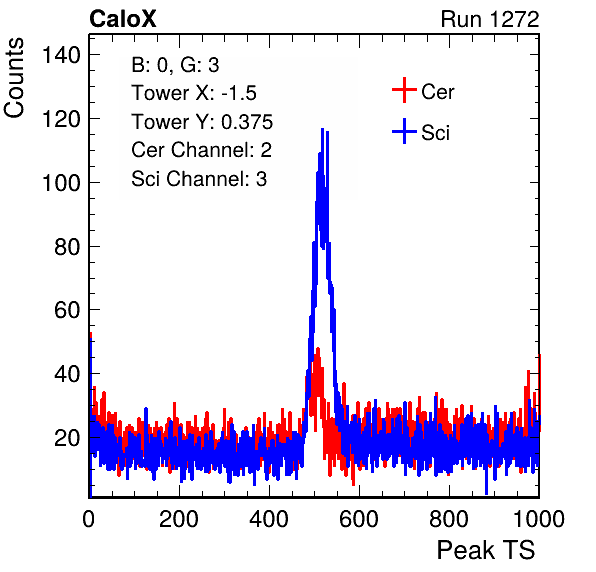 CaloX Run 1272
Counts
B: 0, G: 3
Tower X: -1.5
Tower Y: 0.375
Cer Channel: 2
Sci Channel: 3
Cer
Sci
140
120
100
80
60
40
20
0 200 400 600 800 1000
Peak TS